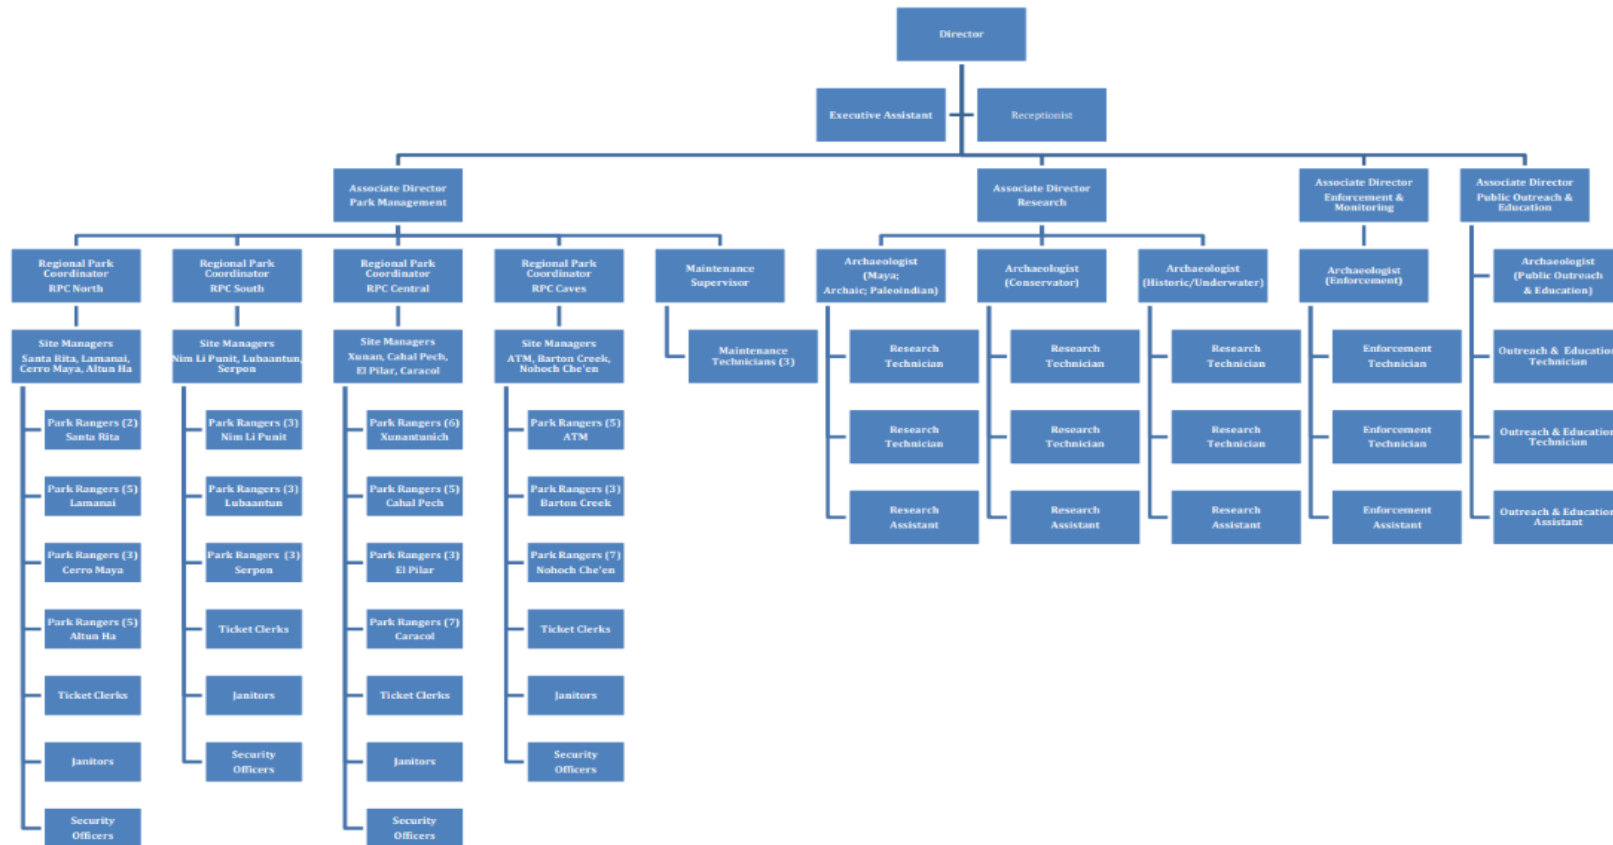 Director
Executive Assistant
Receptionist
Associate Director
Park Management
Associate Director
Research
Associate Director
Enforcement &
Monitoring
Associate Director
Public Outreach &
Education
Regional Park
Coordinator
RPC North
Regional Park
Coordinator
RPC South
Regional Park
Coordinator
RPC Central
Regional Park
Coordinator
RPC Caves
Maintenance
Supervisor
Archaeologist
(Maya;
Archaic; Paleoindian)
Archaeologist
(Conservator)
Archaeologist
(Historic/Underwater)
Archaeologist
(Enforcement)
Archaeologist
(Public Outreach
& Education)
Site Managers
Santa Rita, Lamanai,
Cerro Maya, Altun Ha
Site Managers
Nim Li Punit, Lubaantun,
Serpon
Site Managers
Xunan, Cahal Pech,
El Pilar, Caracol
Site Managers
ATM, Barton Creek,
Nohoch Che'en
Maintenance
Technicians (3)
Research
Technician
Research
Technician
Research
Technician
Enforcement
Technician
Outreach & Education
Technician
Park Rangers (2)
Santa Rita
Park Rangers (3)
Nim Li Punit
Park Rangers (6)
Xunantunich
Park Rangers (5)
ATM
Research
Technician
Research
Technician
Research
Technician
Enforcement
Technician
Outreach & Education
Technician
Park Rangers (5)
Lamanai
Park Rangers (3)
Lubaantun
Park Rangers (5)
Cahal Pech
Park Rangers (3)
Barton Creek
Research
Assistant
Research
Assistant
Research
Assistant
Enforcement
Assistant
Outreach & Education
Assistant
Park Rangers (3)
Cerro Maya
Park Rangers (3)
Serpon
Park Rangers (3)
El Pilar
Park Rangers (7)
Nohoch Che'en
Park Rangers (5)
Altun Ha
Ticket Clerks
Park Rangers (7)
Caracol
Ticket Clerks
Ticket Clerks
Janitors
Ticket Clerks
Janitors
Janitors
Security
Officers
Janitors
Security
Officers
Security
Officers
Security
Officers